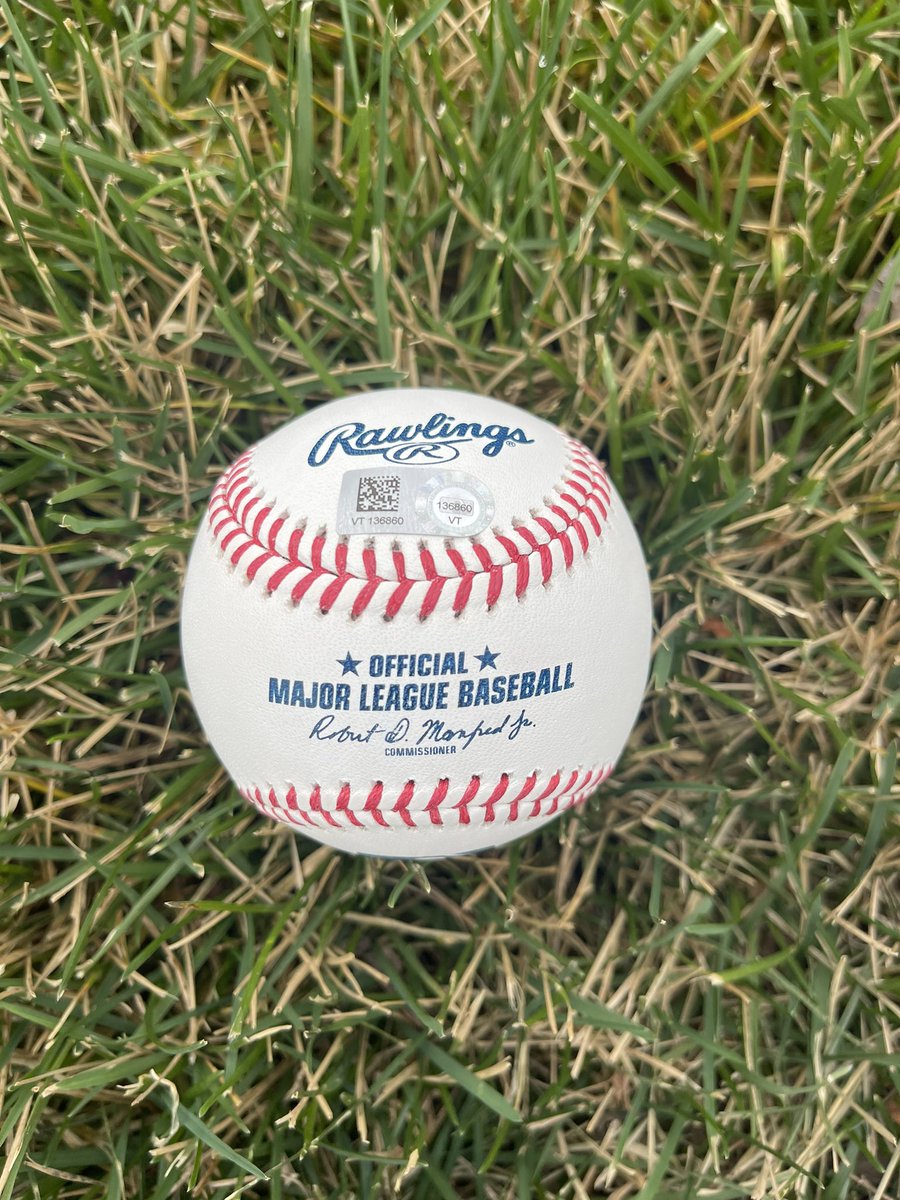 Rawlings®
R
VT 136860
136860
VT
★ OFFICIAL ★
MAJOR LEAGUE BASEBALL
Robert D. Manfred Jr.
COMMISSIONER